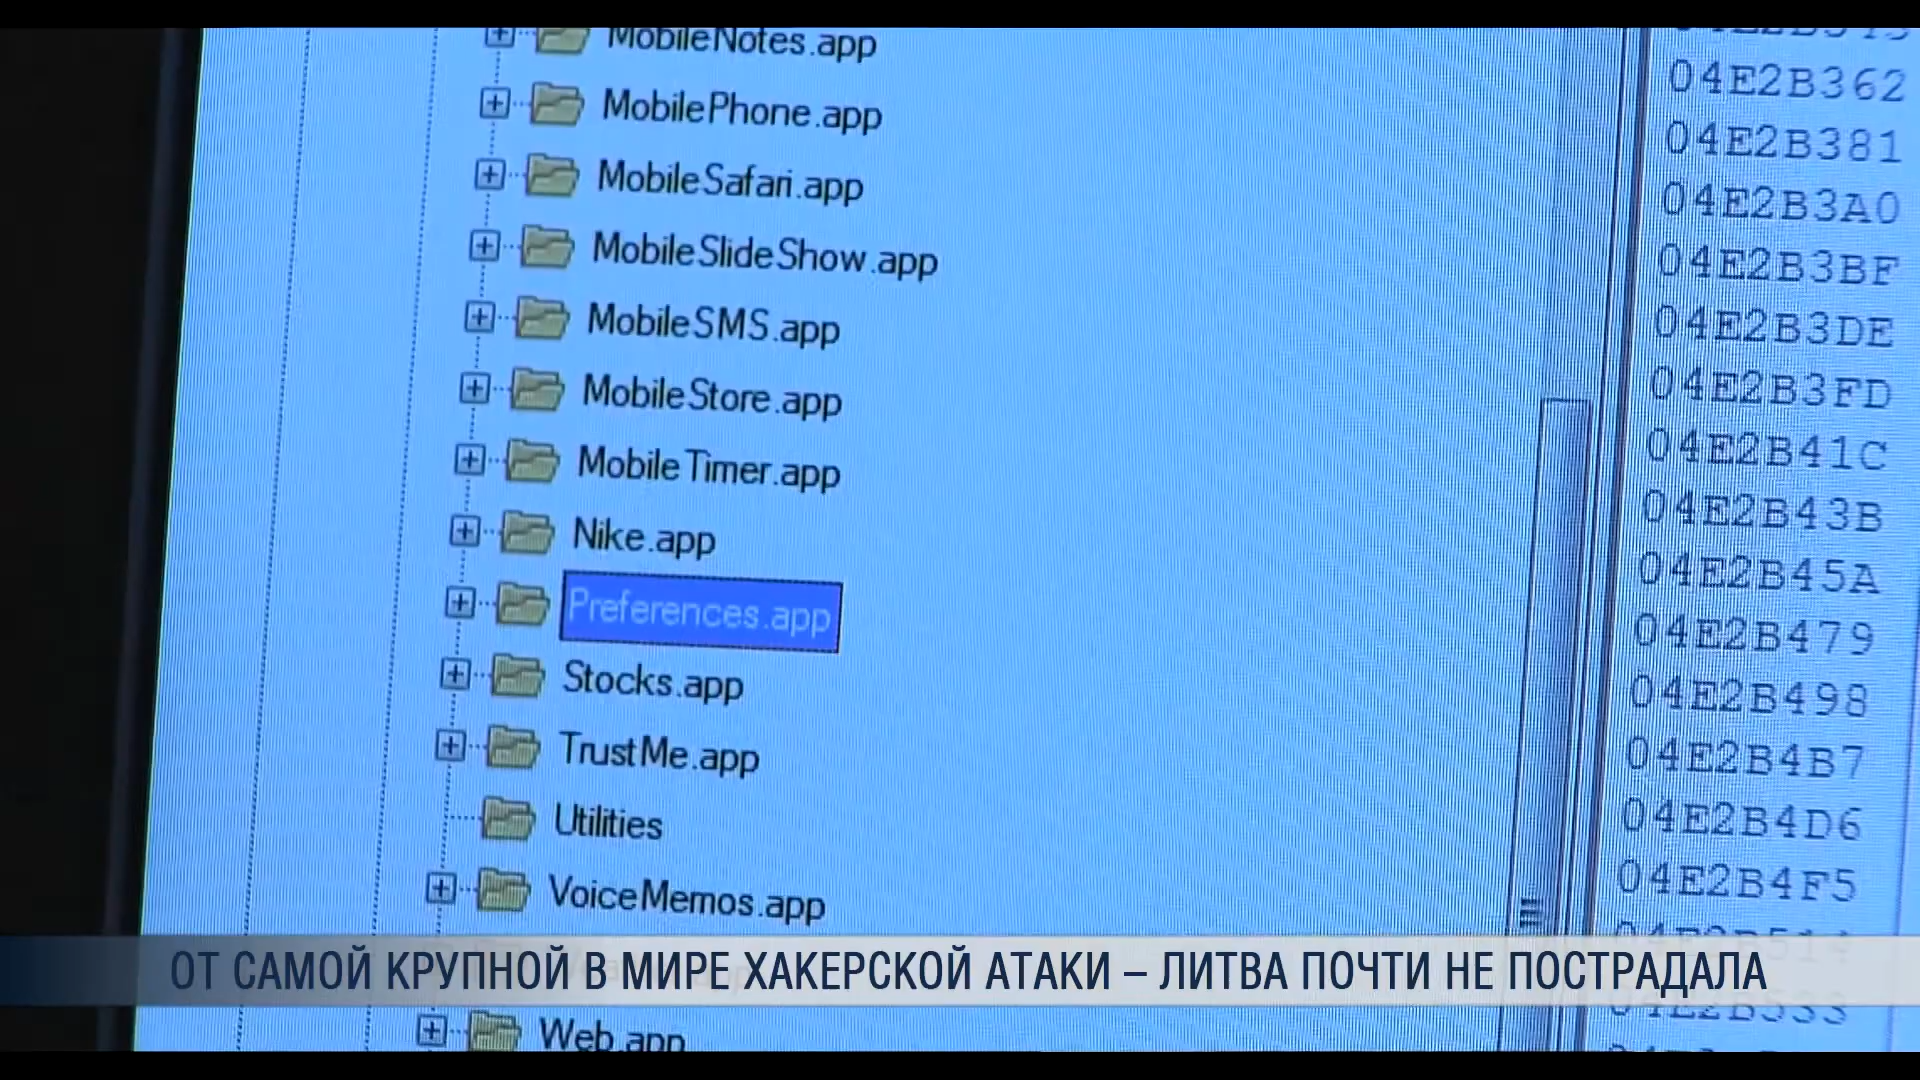 MobileNotes.app
MobilePhone.app
MobileSafari.app
MobileSlideShow.app
MobileSMS.app
MobileStore.app
MobileTimer.app
Nike.app
Preferences.app
Stocks.app
TrustMe.app
Utilities
VoiceMemos.app
Web.app
04E2B362
04E2B381
04E2B3A0
04E2B3BF
04E2B3DE
04E2B3FD
04E2B41C
04E2B43B
04E2B45A
04E2B479
04E2B498
04E2B4B7
04E2B4D6
04E2B4F5
04E2B514
04E2B533
ОТ САМОЙ КРУПНОЙ В МИРЕ ХАКЕРСКОЙ АТАКИ – ЛИТВА ПОЧТИ НЕ ПОСТРАДАЛА